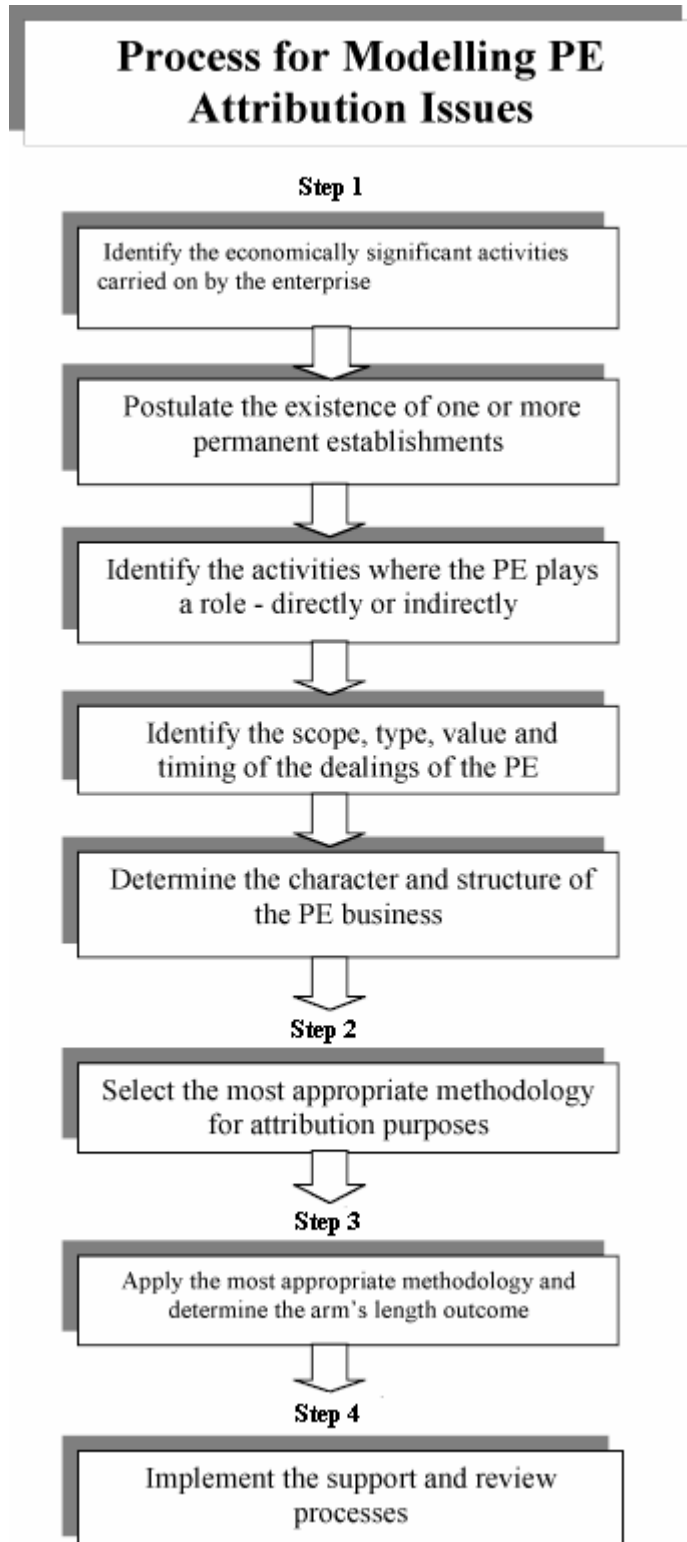 Process for Modelling PE
Attribution Issues
Step 1
Identify the economically significant activities
carried on by the enterprise
Postulate the existence of one or more
permanent establishments
Identify the activities where the PE plays
a role - directly or indirectly
Identify the scope, type, value and
timing of the dealings of the PE
Determine the character and structure of
the PE business
Step 2
Select the most appropriate methodology
for attribution purposes
Step 3
Apply the most appropriate methodology and
determine the arm's length outcome
Step 4
Implement the support and review
processes